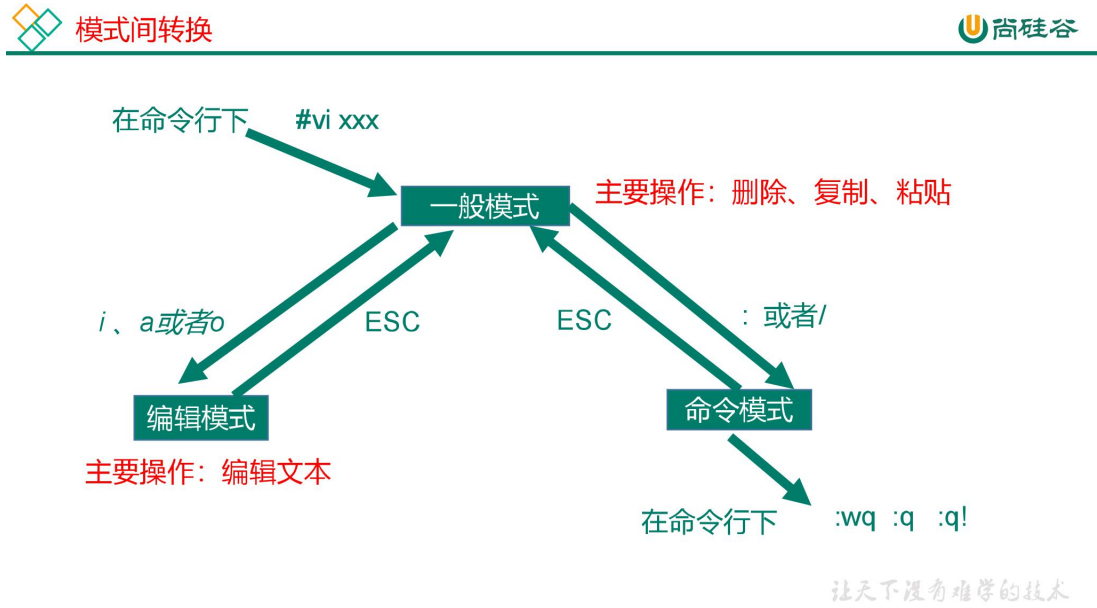 模式间转换
尚硅谷
在命令行下 #vi xxx
一般模式
主要操作：删除、复制、粘贴
i 、a或者o
ESC
ESC
: 或者/
编辑模式
命令模式
主要操作：编辑文本
在命令行下 :wq :q :q!
让天下没有难学的技术